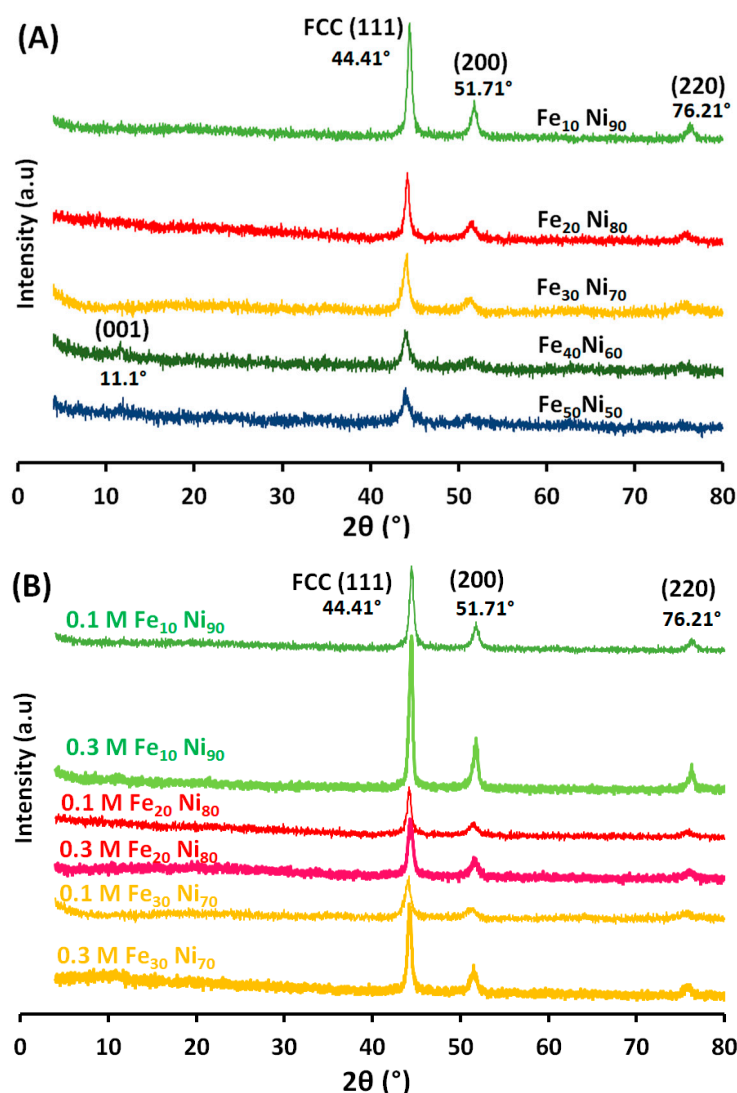 (A)
FCC (111)
44.41°
(200)
51.71°
(220)
76.21°
Fe10 Ni90
Fe20 Ni80
Fe30 Ni70
(001)
11.1°
Fe40Ni60
Fe50Ni50
Intensity (a.u)
0 10 20 30 40 50 60 70 80
2θ (°)
(B)
FCC (111)
44.41°
(200)
51.71°
(220)
76.21°
0.1 M Fe10 Ni90
0.3 M Fe10 Ni90
0.1 M Fe20 Ni80
0.3 M Fe20 Ni80
0.1 M Fe30 Ni70
0.3 M Fe30 Ni70
Intensity (a.u)
0 10 20 30 40 50 60 70 80
2θ (°)